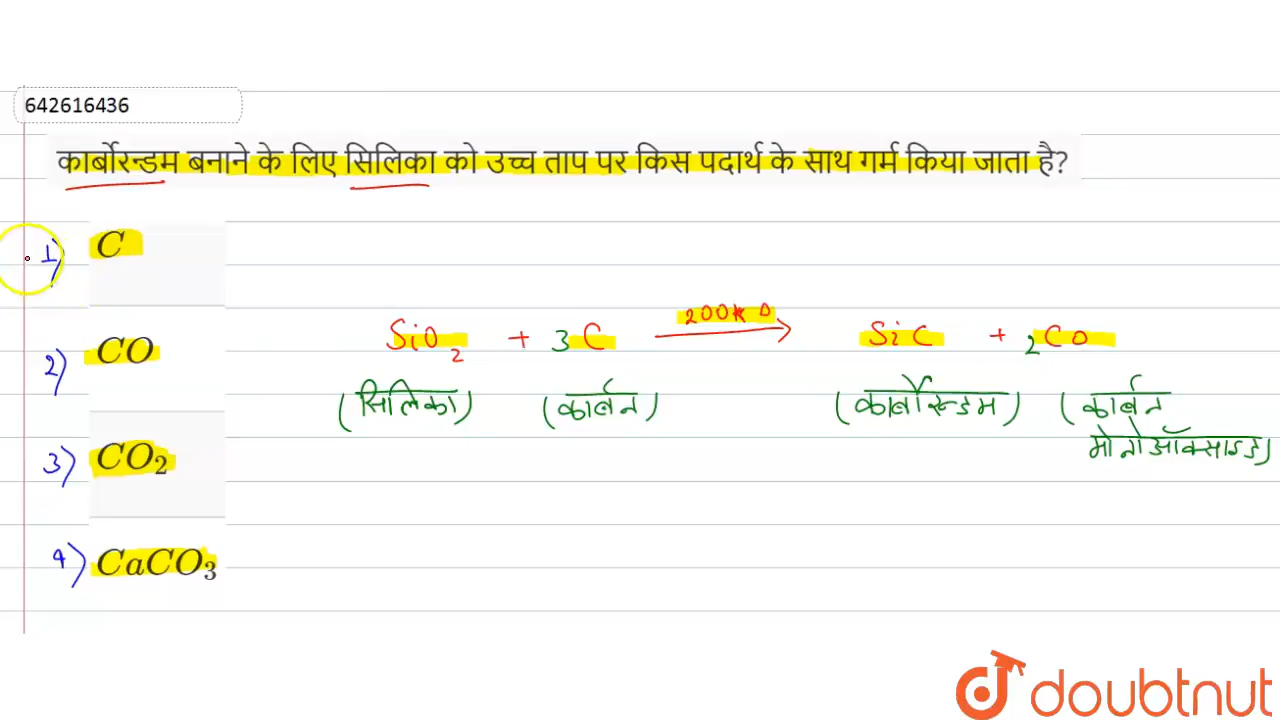 642616436
कार्बोरन्डम बनाने के लिए सिलिका को उच्च ताप पर किस पदार्थ के साथ गर्म किया जाता है?
1) C
2) CO
3) CO₂
4) CaCO₃
SiO₂ + 3C 200K Δ → SiC + 2CO
(सिलिका) (कार्बन) (कार्बोरन्डम) (कार्बन
मोनोऑक्साइड)
doubtnut